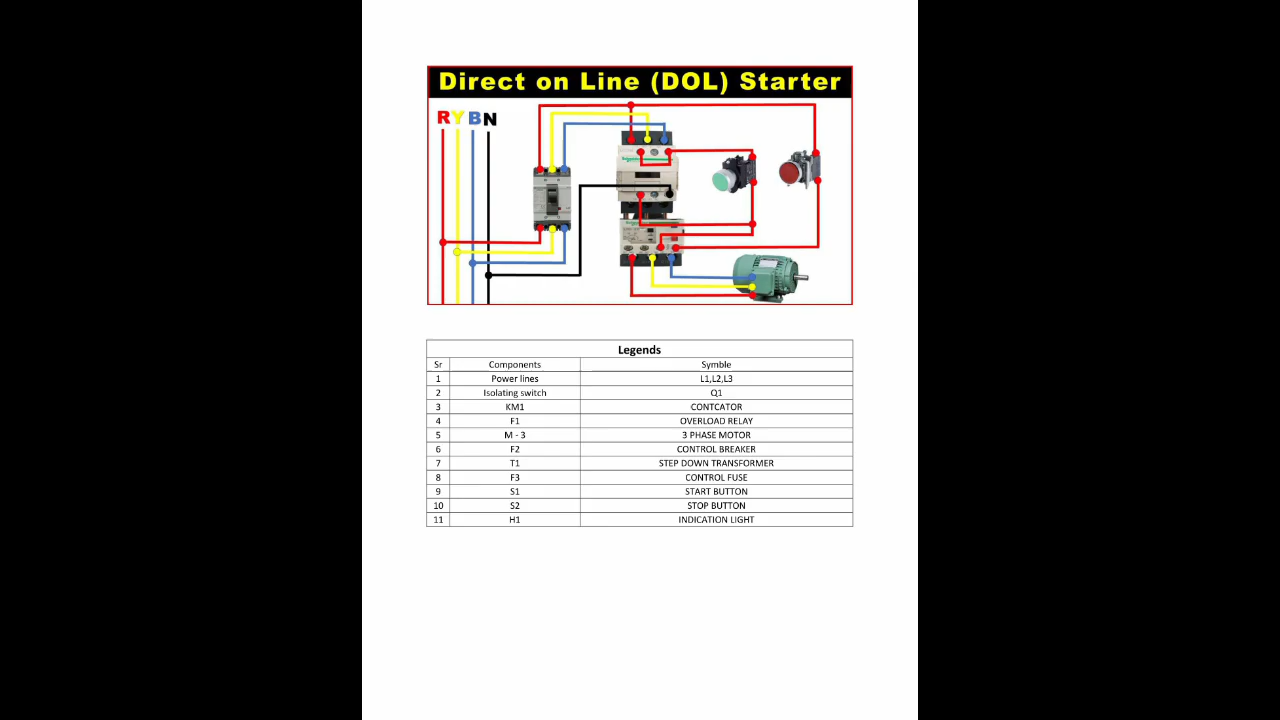 Direct on Line (DOL) Starter
R Y B N
Legends
Sr Components Symble
1 Power lines L1,L2,L3
2 Isolating switch Q1
3 KM1 CONTCATOR
4 F1 OVERLOAD RELAY
5 M - 3 3 PHASE MOTOR
6 F2 CONTROL BREAKER
7 T1 STEP DOWN TRANSFORMER
8 F3 CONTROL FUSE
9 S1 START BUTTON
10 S2 STOP BUTTON
11 H1 INDICATION LIGHT